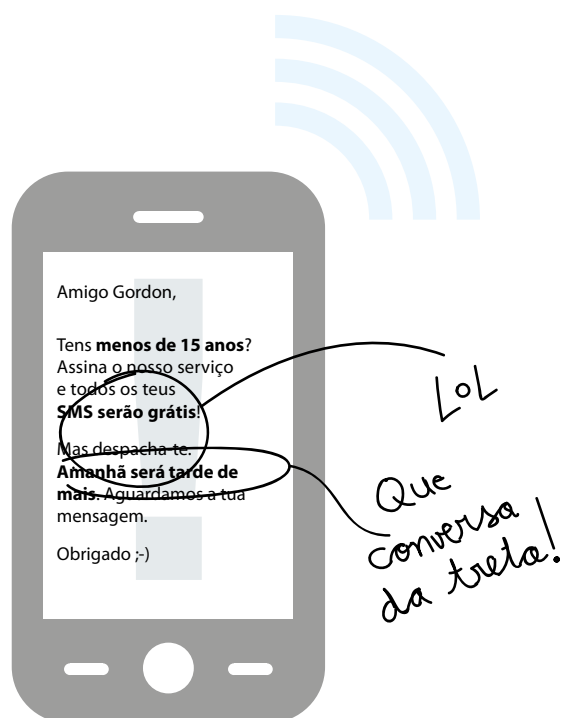 Amigo Gordon,
Tens menos de 15 anos?
Assina o nosso serviço
e todos os teus
SMS serão grátis!
Mas despacha-te.
Amanhã será tarde de
mais. Aguardamos a tua
mensagem.
Obrigado ;-)
LOL
Que
conversa
da treta!